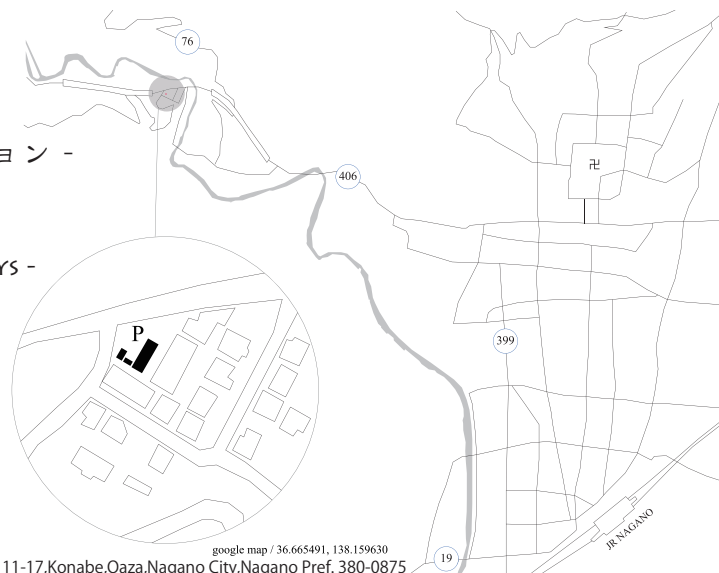 76
ョン -
406
卍
rs -
P
399
google map / 36.665491, 138.159630
19
JR NAGANO
11-17,Konabe,Oaza,Nagano City,Nagano Pref. 380-0875